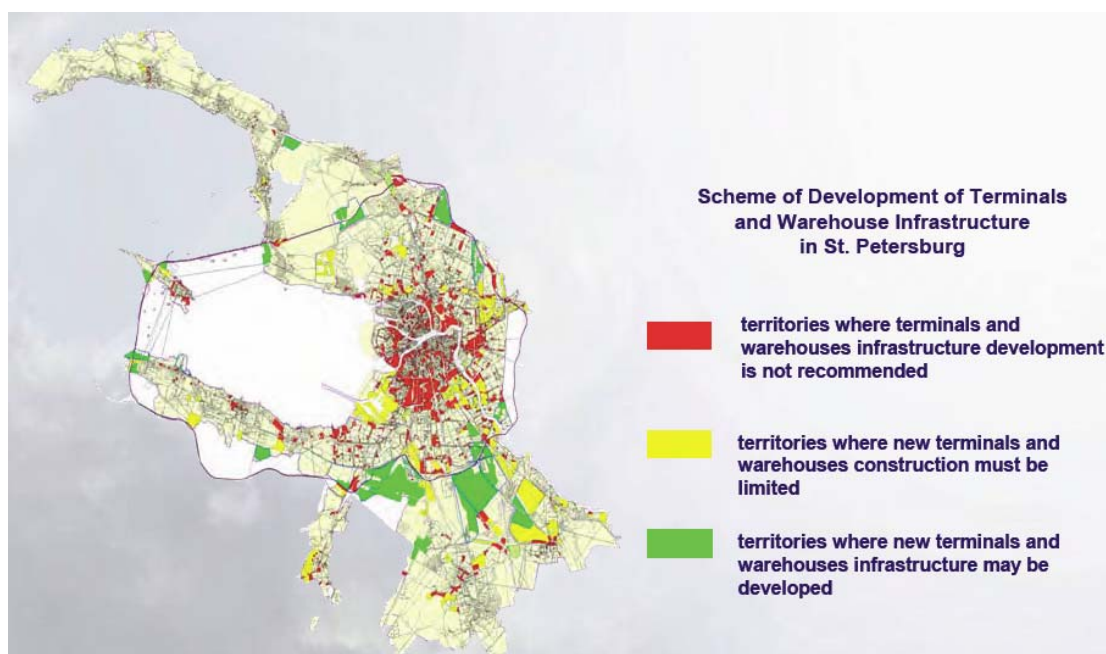 Scheme of Development of Terminals
and Warehouse Infrastructure
in St. Petersburg
territories where terminals and
warehouses infrastructure development
is not recommended
territories where new terminals and
warehouses construction must be
limited
territories where new terminals and
warehouses infrastructure may be
developed